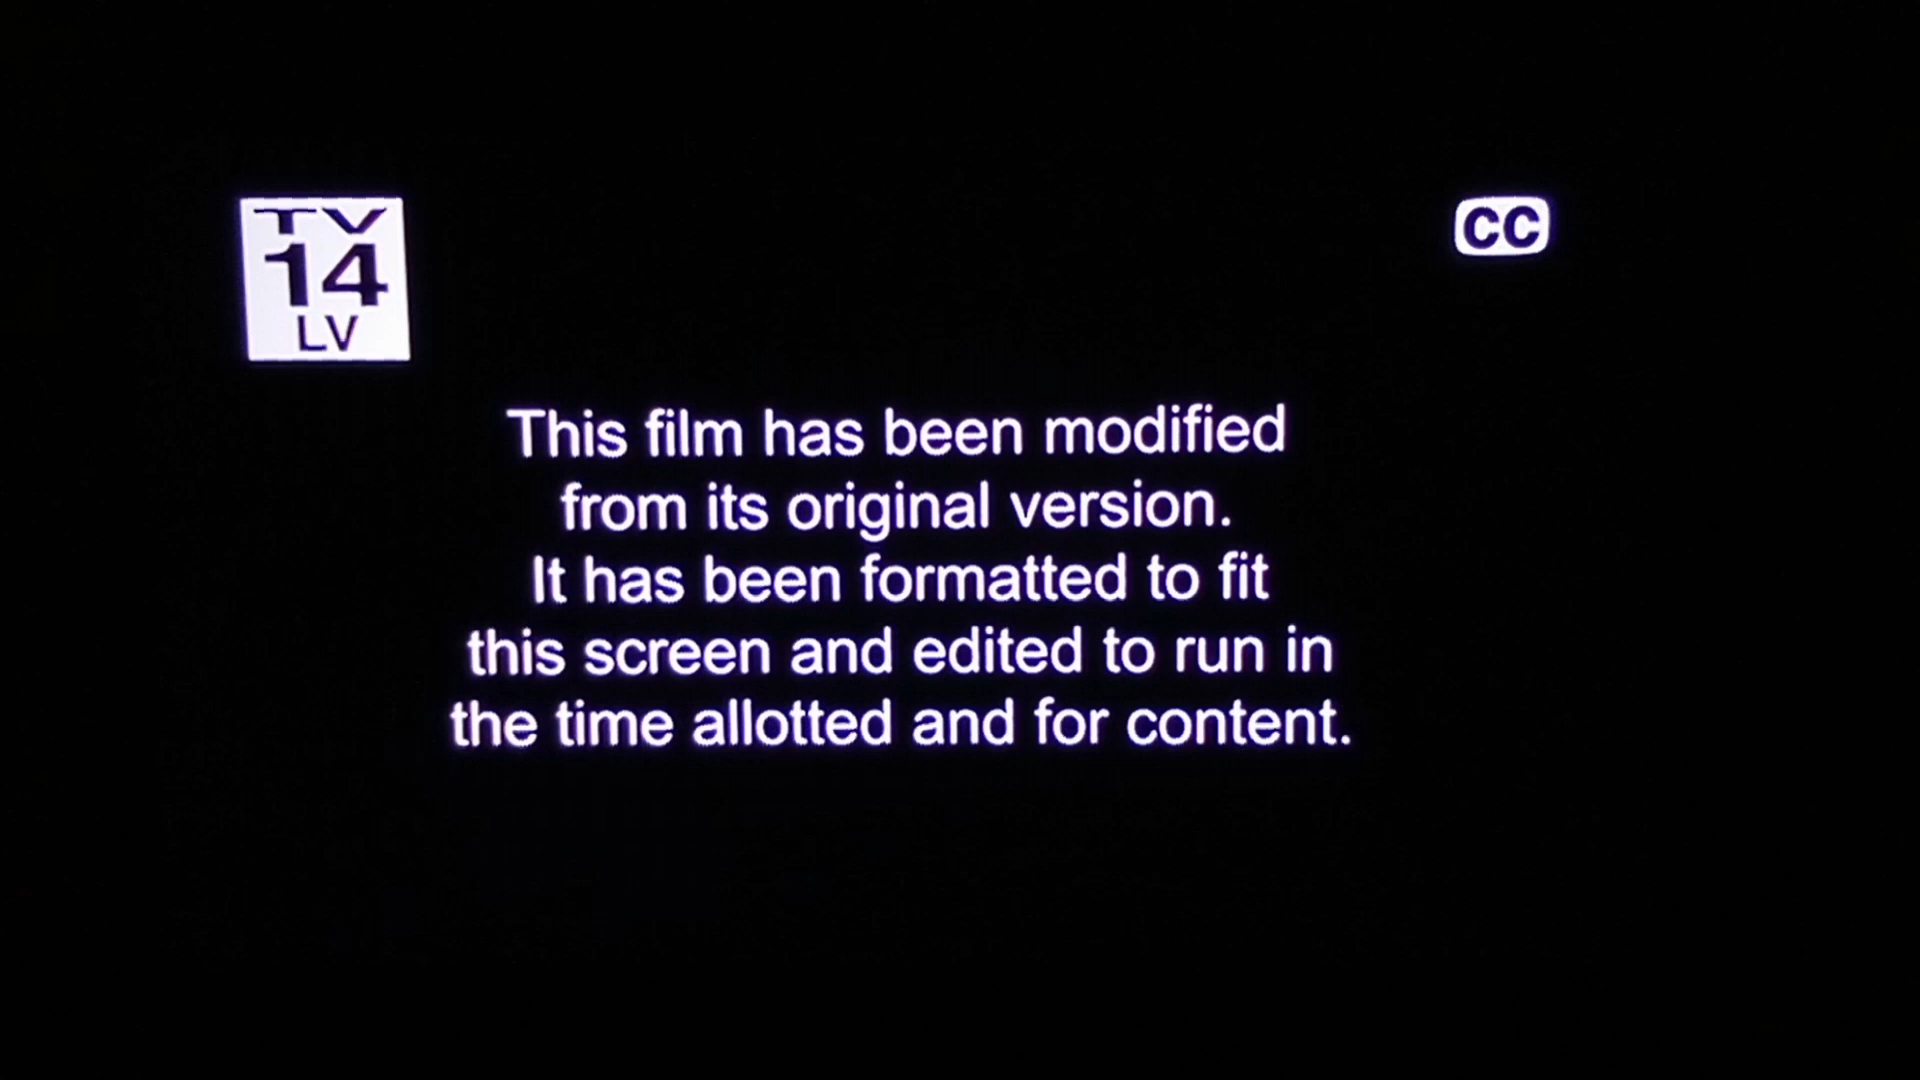 TV
14
LV
CC
This film has been modified
from its original version.
It has been formatted to fit
this screen and edited to run in
the time allotted and for content.